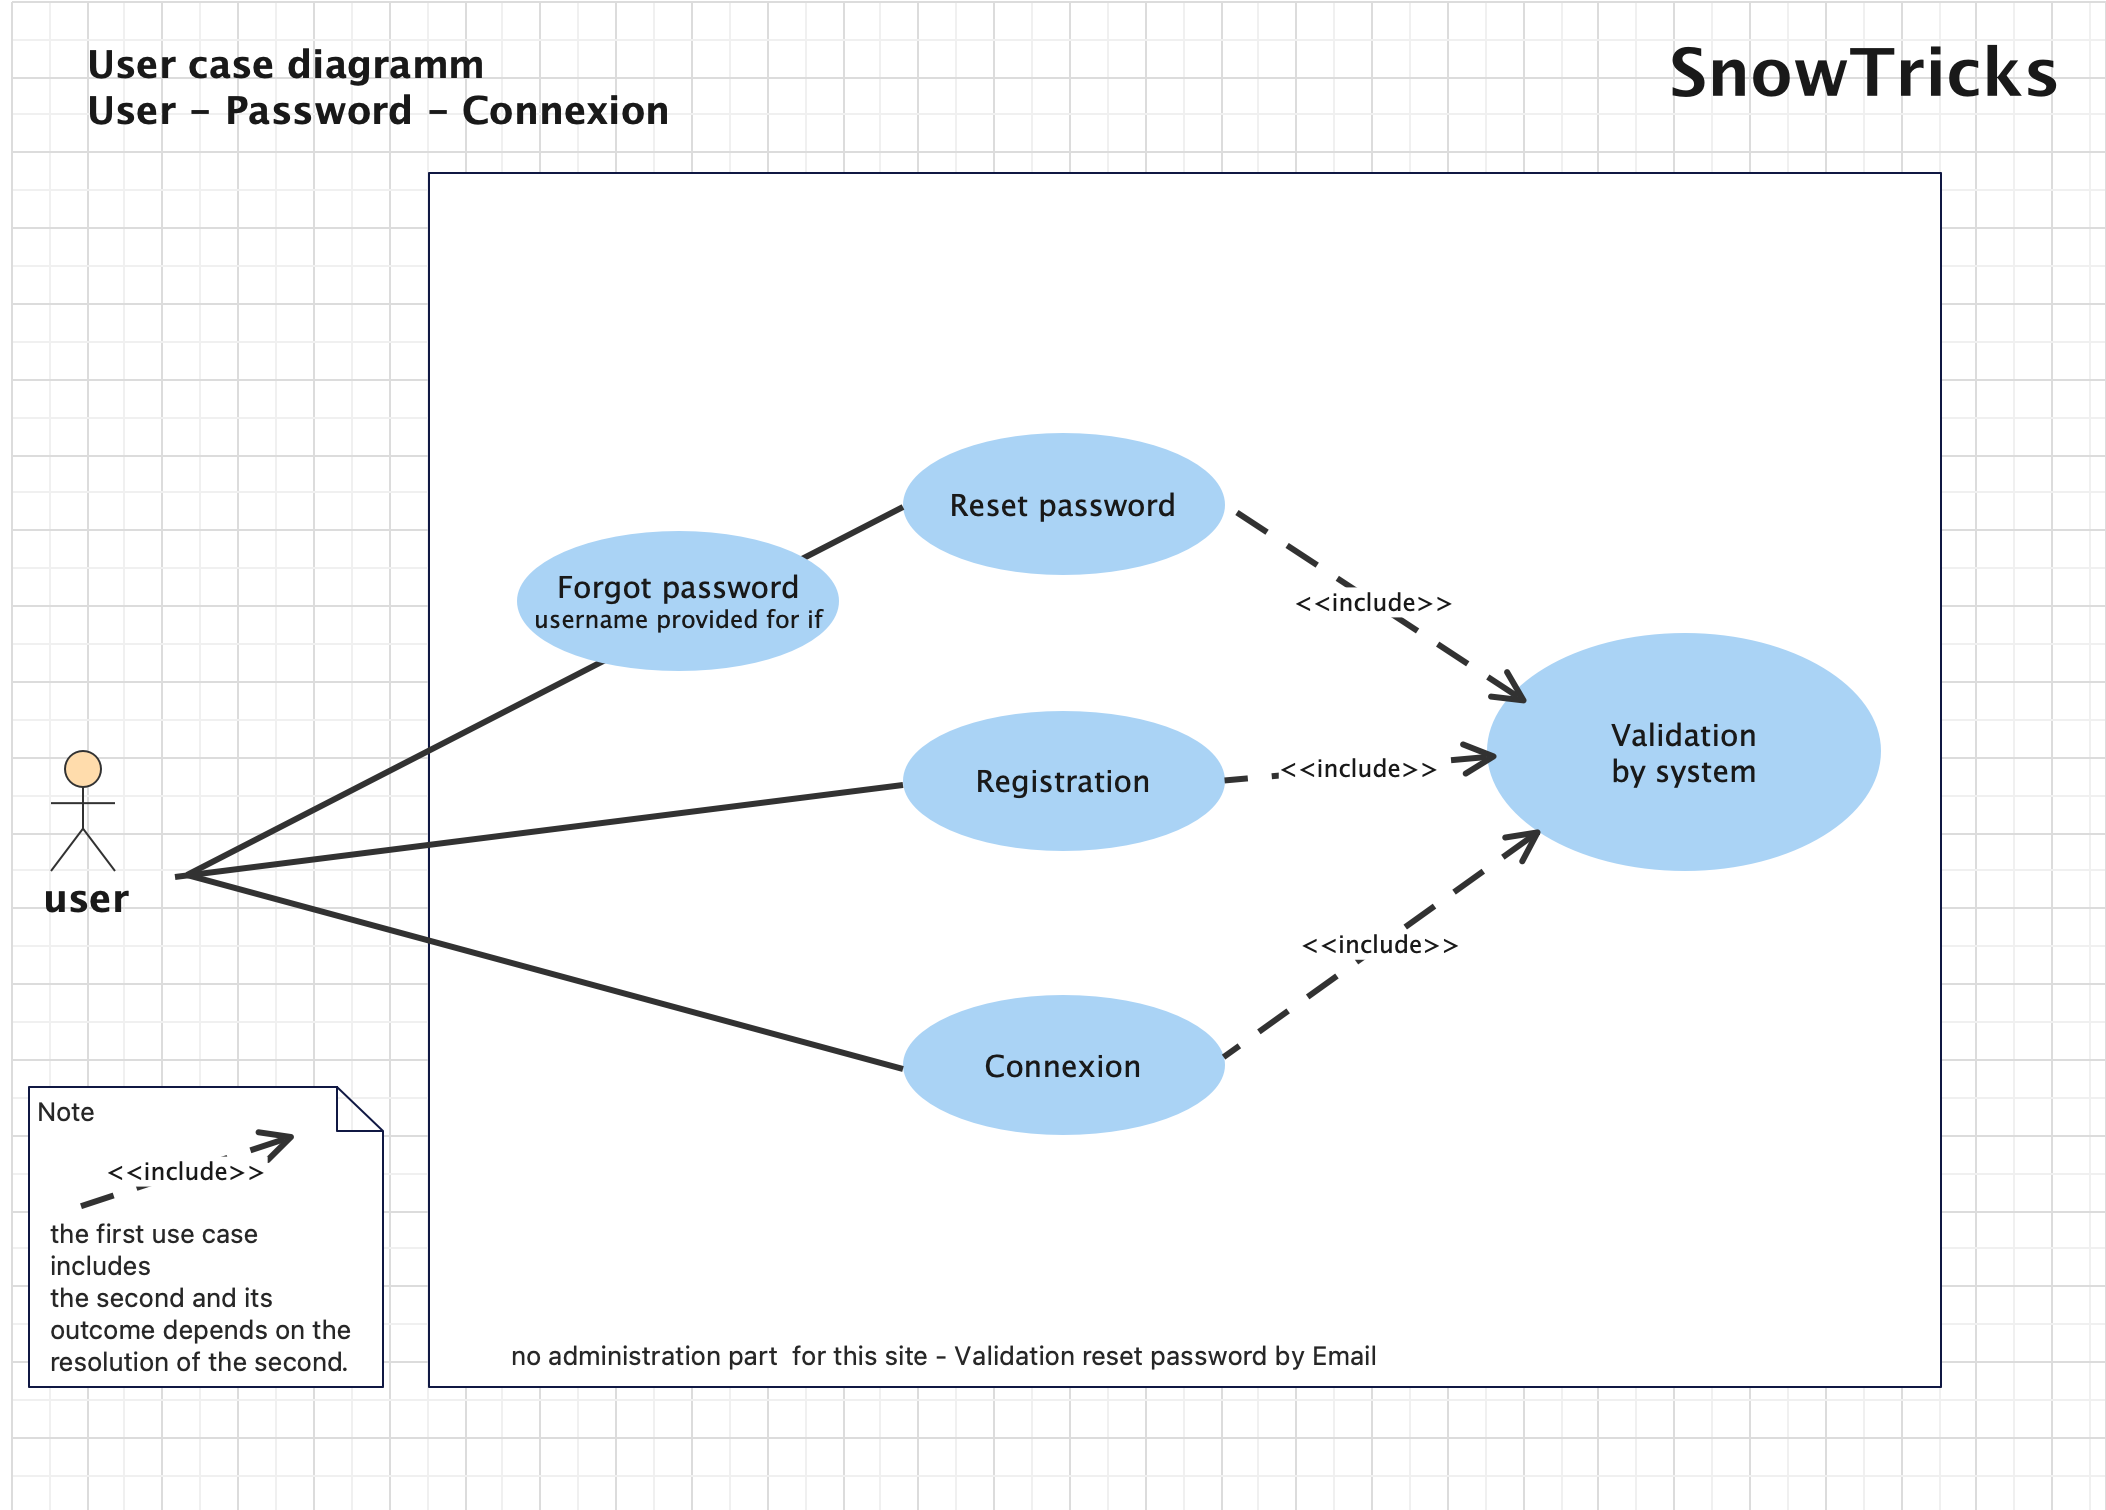 User case diagramm
User – Password – Connexion
SnowTricks
Reset password
Forgot password
username provided for if
<<include>>
Validation
by system
Registration
<<include>>
user
<<include>>
Connexion
Note
<<include>>
the first use case
includes
the second and its
outcome depends on the
resolution of the second.
no administration part  for this site - Validation reset password by Email